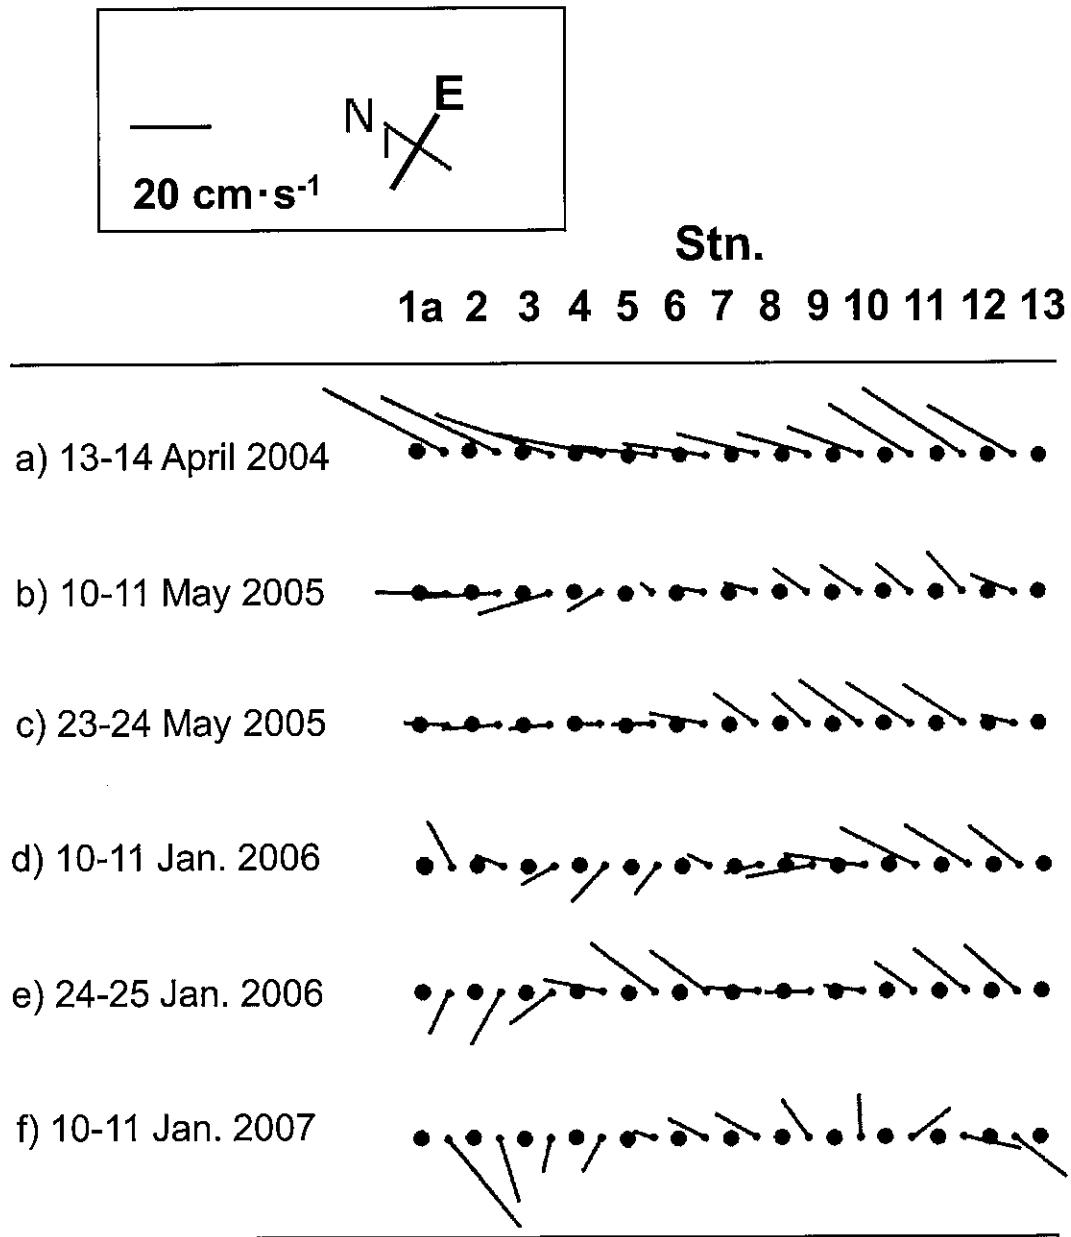 N E
20 cm·s-1
Stn.
1a 2 3 4 5 6 7 8 9 10 11 12 13
a) 13-14 April 2004
b) 10-11 May 2005
c) 23-24 May 2005
d) 10-11 Jan. 2006
e) 24-25 Jan. 2006
f) 10-11 Jan. 2007